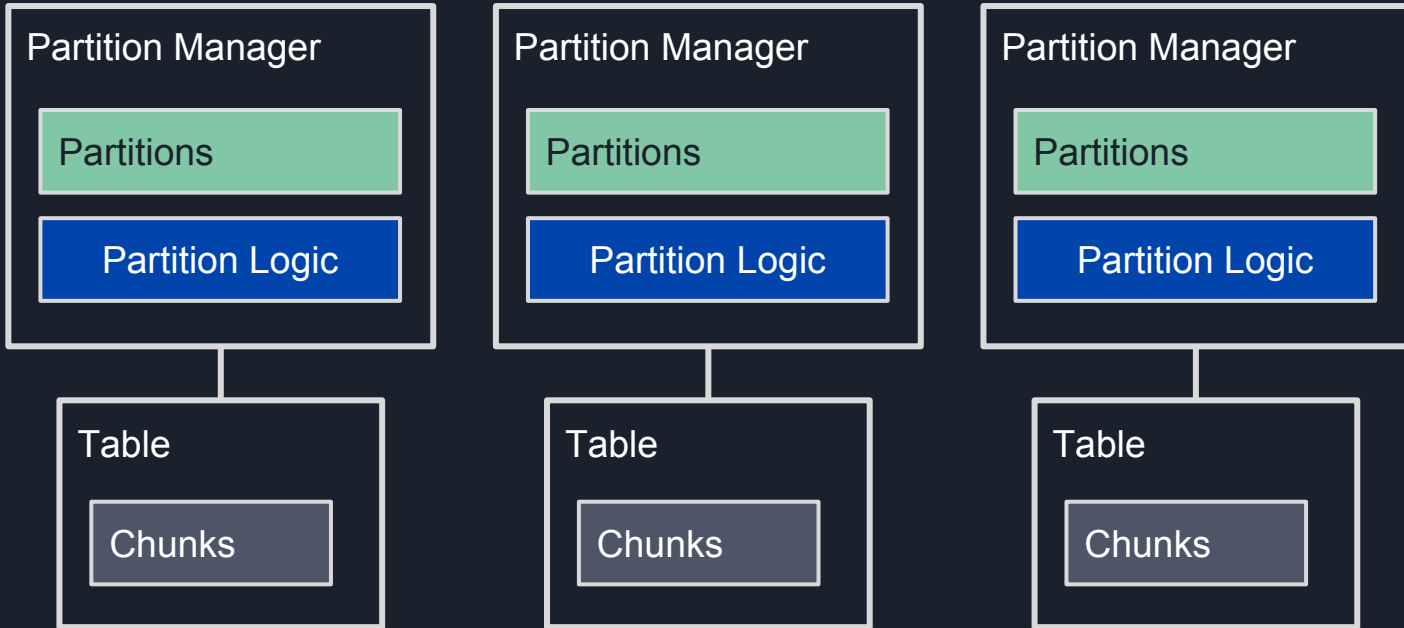 Partition Manager
Partitions
Partition Logic
Table
Chunks
Partition Manager
Partitions
Partition Logic
Table
Chunks
Partition Manager
Partitions
Partition Logic
Table
Chunks